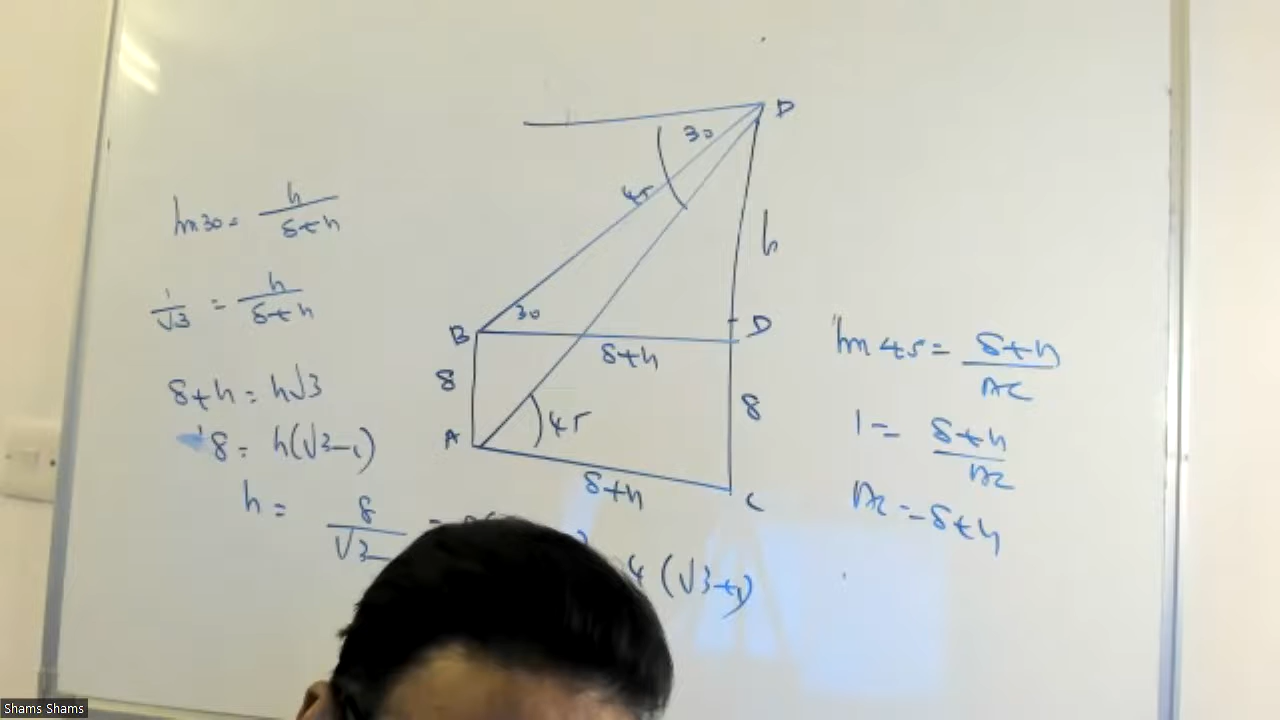 tan 30 = h / 8+h
1/√3 = h / 8+h
8+h = h√3
8 = h(√3-1)
h = 8 / √3-
4 (√3+1)
D
30
45
h
B
30
D
8+h
8
8
A
45
8+h
C
tan 45 = 8+h / AC
1 = 8+h / AC
AC = 8+h
Shams Shams